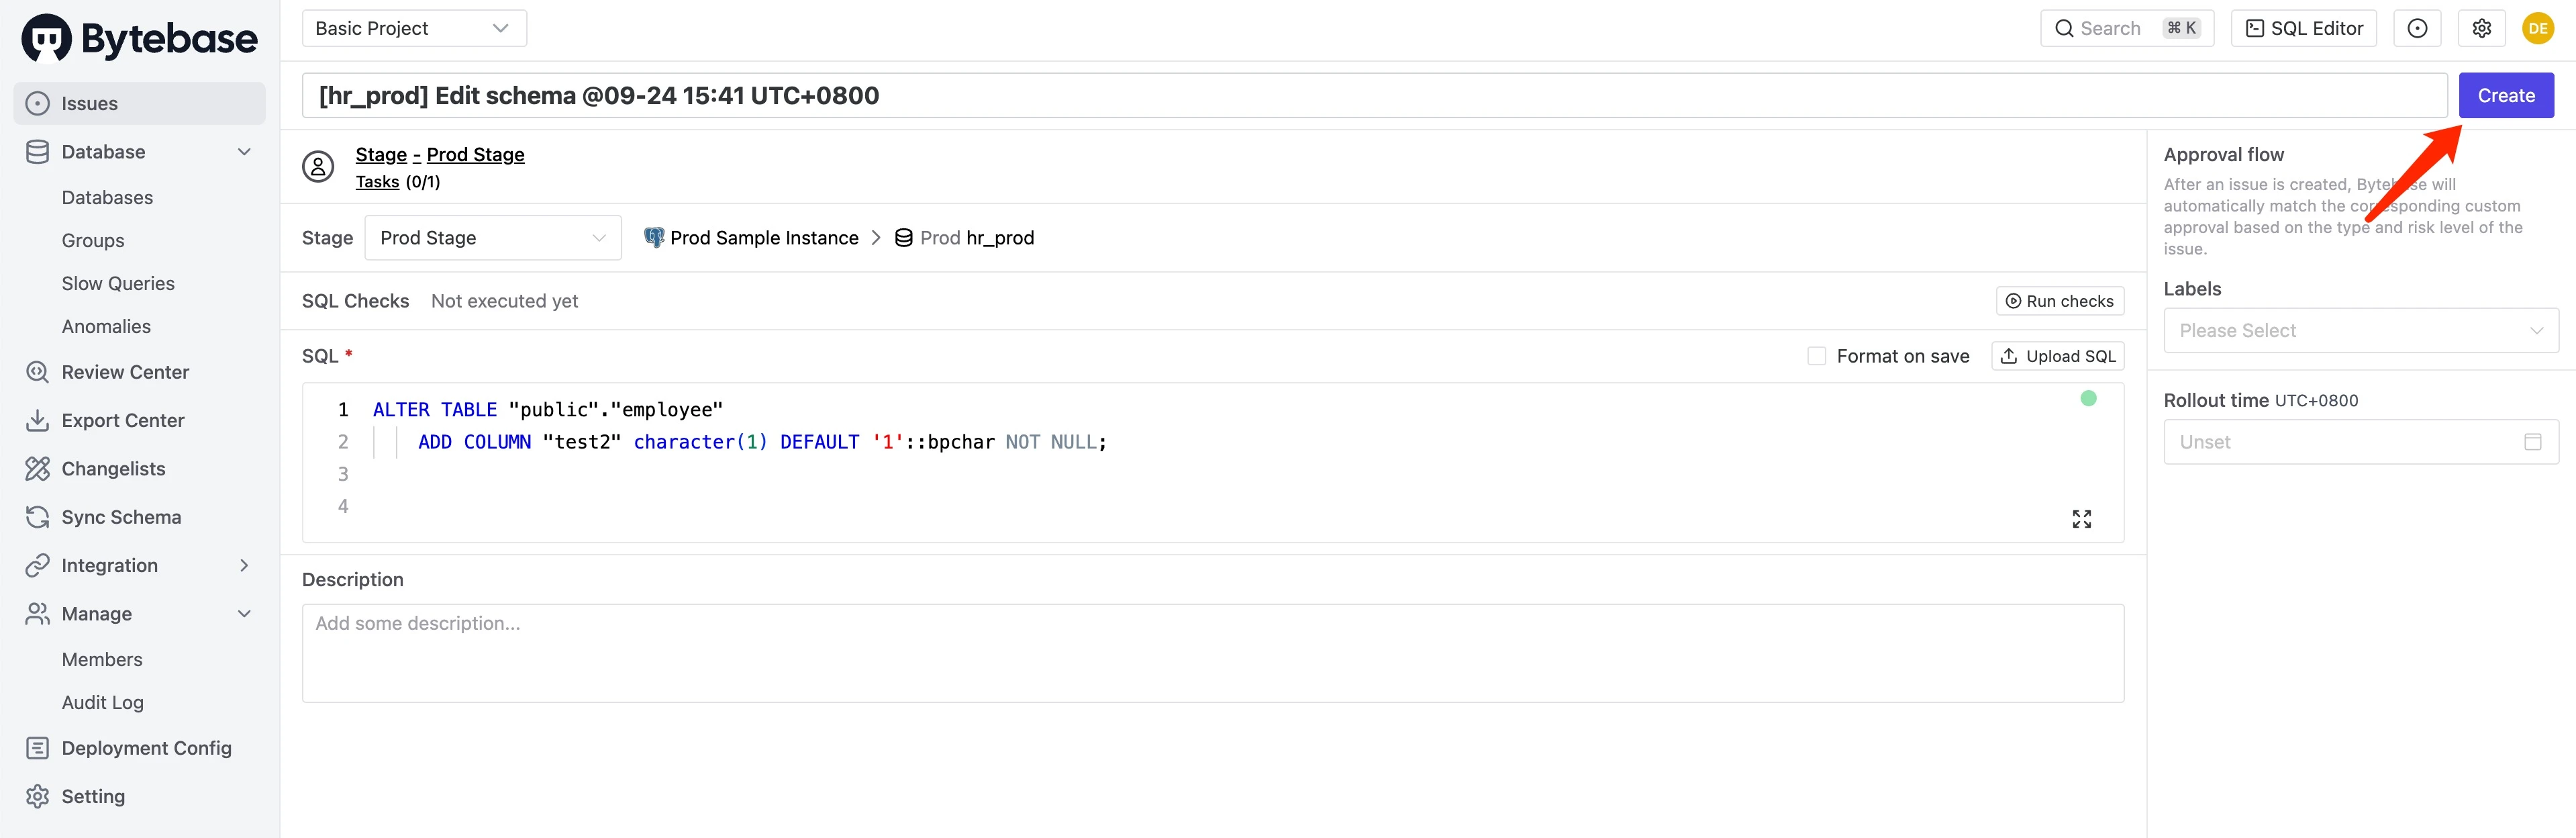 Bytebase
Basic Project
Search ⌘ K
SQL Editor
DE
Issues
Database
Databases
Groups
Slow Queries
Anomalies
Review Center
Export Center
Changelists
Sync Schema
Integration
Manage
Members
Audit Log
Deployment Config
Setting
[hr_prod] Edit schema @09-24 15:41 UTC+0800
Create
Stage - Prod Stage
Tasks (0/1)
Stage Prod Stage Prod Sample Instance > Prod hr_prod
SQL Checks Not executed yet
Run checks
SQL *
Format on save
Upload SQL
1 ALTER TABLE "public"."employee"
2 ADD COLUMN "test2" character(1) DEFAULT '1'::bpchar NOT NULL;
3
4
Description
Add some description...
Approval flow
After an issue is created, Bytebase will
automatically match the corresponding custom
approval based on the type and risk level of the
issue.
Labels
Please Select
Rollout time UTC+0800
Unset